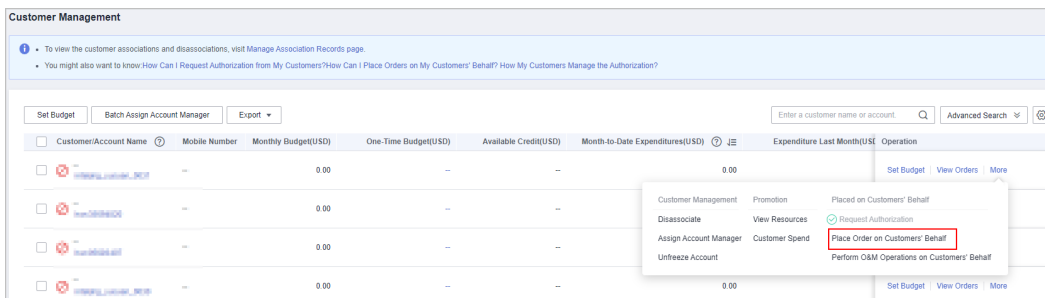 Customer Management
To view the customer associations and disassociations, visit Manage Association Records page.
You might also want to know:How Can I Request Authorization from My Customers?How Can I Place Orders on My Customers' Behalf? How My Customers Manage the Authorization?
Set Budget Batch Assign Account Manager Export Enter a customer name or account. Advanced Search
Customer/Account Name Mobile Number Monthly Budget(USD) One-Time Budget(USD) Available Credit(USD) Month-to-Date Expenditures(USD) Expenditure Last Month(USD Operation
-- -- 0.00 -- -- 0.00 Set Budget View Orders More
-- -- 0.00 -- --
-- -- 0.00 -- --
-- -- 0.00 -- -- 0.00 Set Budget View Orders More
Customer Management Promotion Placed on Customers' Behalf
Disassociate View Resources Request Authorization
Assign Account Manager Customer Spend Place Order on Customers' Behalf
Unfreeze Account Perform O&M Operations on Customers' Behalf